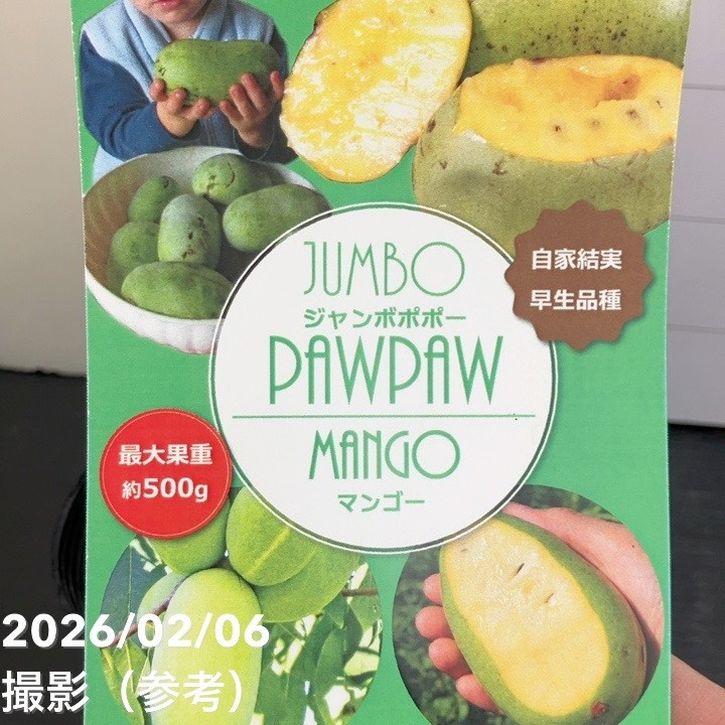 JUMBO
ジャンボポポー
PAWPAW
MANGO
マンゴー
自家結実
早生品種
最大果重
約500g
2026/02/06
撮影（参考）